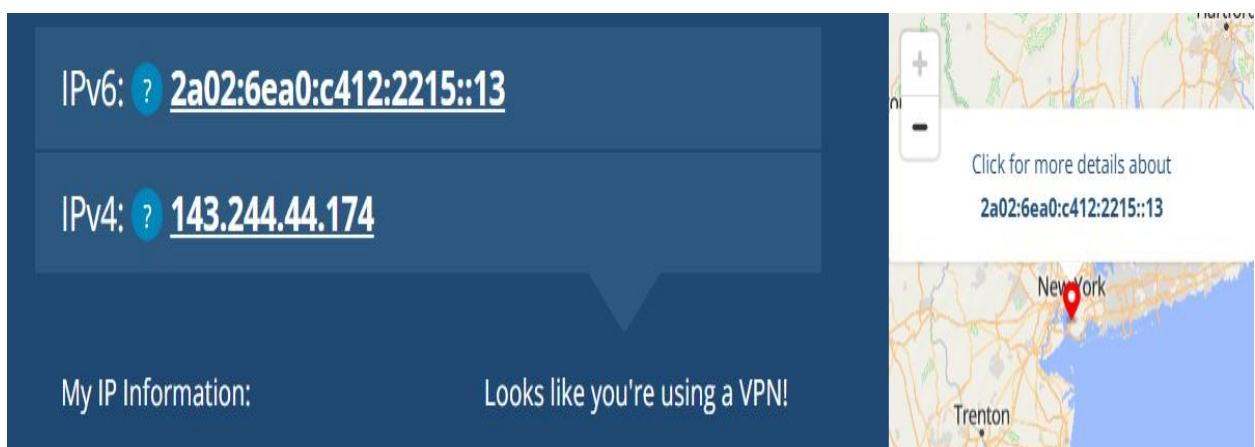 IPv6: ? 2a02:6ea0:c412:2215::13
IPv4: ? 143.244.44.174
My IP Information:
Looks like you're using a VPN!
+
−
Click for more details about
2a02:6ea0:c412:2215::13
New York
Trenton